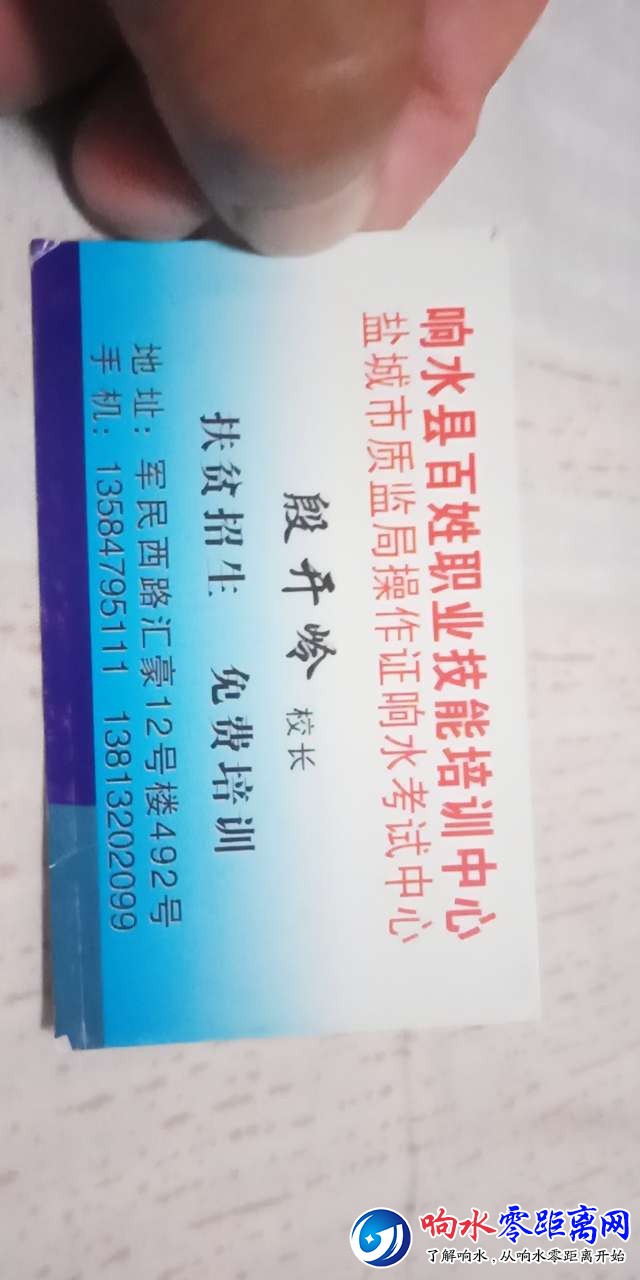 响水县百姓职业技能培训中心
盐城市质监局操作证响水考试中心
殷开岭 校长
扶贫招生 免费培训
地址：军民西路汇豪12号楼492号
手机：13584795111 13813202099
响水零距离网
了解响水，从响水零距离开始